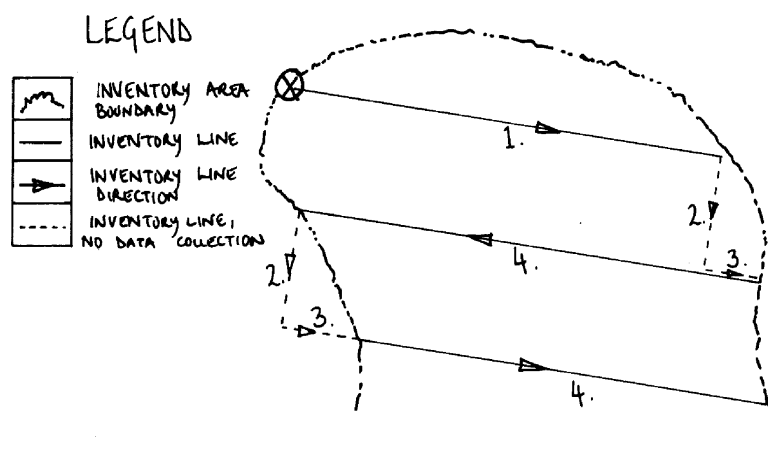 LEGEND
INVENTORY AREA
BOUNDARY
INVENTORY LINE
INVENTORY LINE
DIRECTION
INVENTORY LINE,
NO DATA COLLECTION
1.
2.
3.
4.
2.
3.
4.